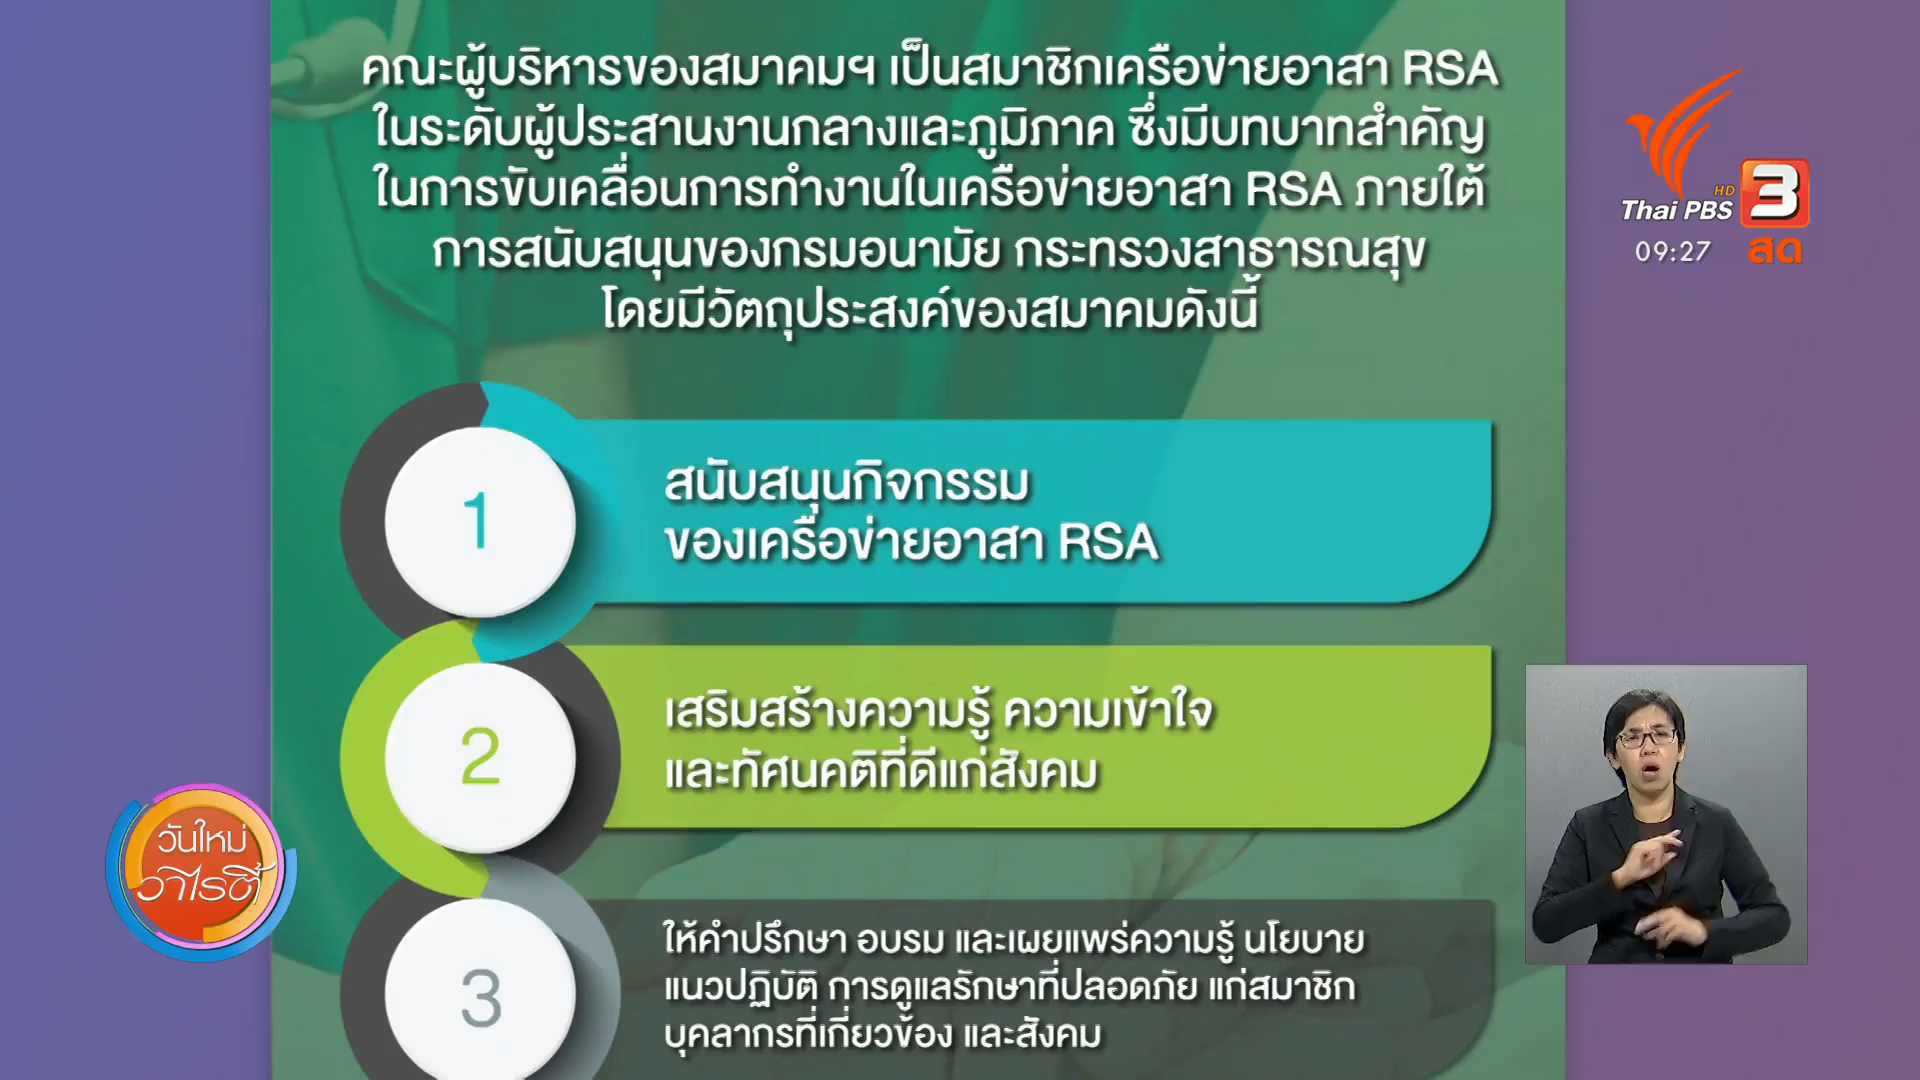 คณะผู้บริหารของสมาคมฯ เป็นสมาชิกเครือข่ายอาสา RSA
ในระดับผู้ประสานงานกลางและภูมิภาค ซึ่งมีบทบาทสำคัญ
ในการขับเคลื่อนการทำงานในเครือข่ายอาสา RSA ภายใต้
การสนับสนุนของกรมอนามัย กระทรวงสาธารณสุข
โดยมีวัตถุประสงค์ของสมาคมดังนี้
HD
Thai PBS 3
09:27 สด
1
สนับสนุนกิจกรรม
ของเครือข่ายอาสา RSA
2
เสริมสร้างความรู้ ความเข้าใจ
และทัศนคติที่ดีแก่สังคม
วันใหม่
วาไรตี้
3
ให้คำปรึกษา อบรม และเผยแพร่ความรู้ นโยบาย
แนวปฏิบัติ การดูแลรักษาที่ปลอดภัย แก่สมาชิก
บุคลากรที่เกี่ยวข้อง และสังคม